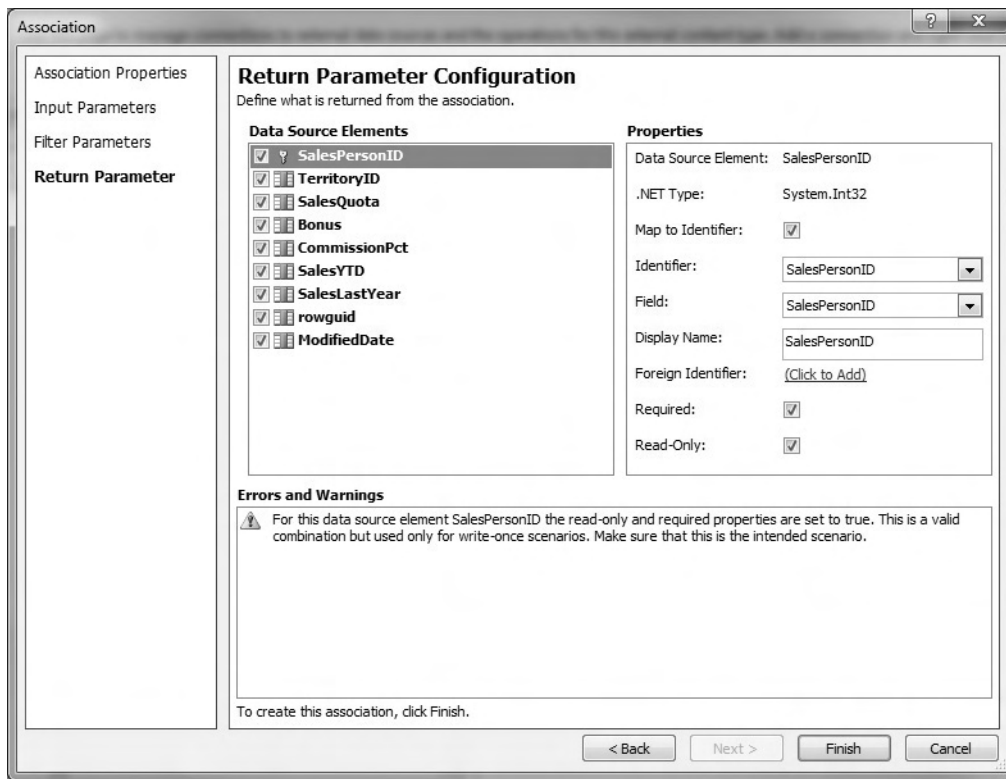 Association
?
X
Association Properties
Input Parameters
Filter Parameters
Return Parameter
Return Parameter Configuration
Define what is returned from the association.
Data Source Elements
SalesPersonID
TerritoryID
SalesQuota
Bonus
CommissionPct
SalesYTD
SalesLastYear
rowguid
ModifiedDate
Properties
Data Source Element: SalesPersonID
.NET Type: System.Int32
Map to Identifier:
Identifier: SalesPersonID
Field: SalesPersonID
Display Name: SalesPersonID
Foreign Identifier: (Click to Add)
Required:
Read-Only:
Errors and Warnings
For this data source element SalesPersonID the read-only and required properties are set to true. This is a valid
combination but used only for write-once scenarios. Make sure that this is the intended scenario.
To create this association, click Finish.
< Back Next > Finish Cancel